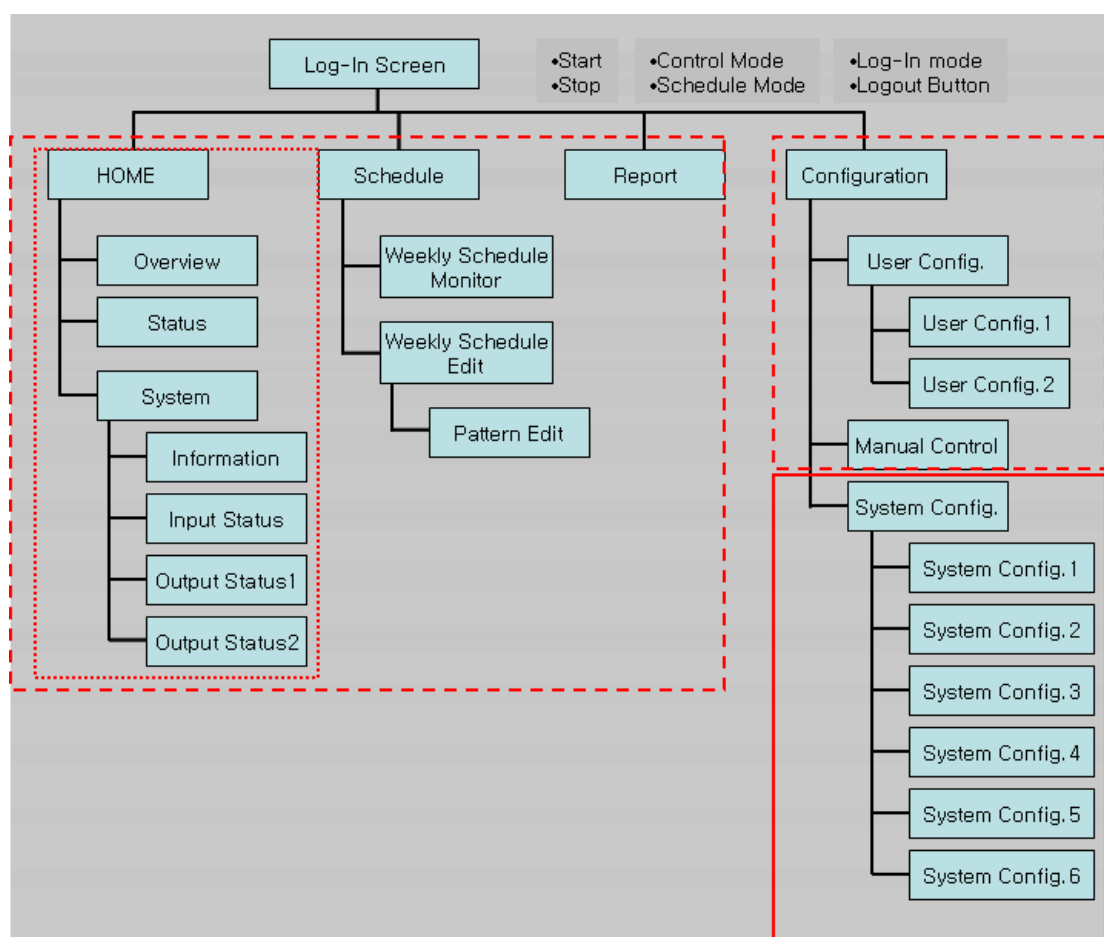 Log-In Screen
•Start
•Stop
•Control Mode
•Schedule Mode
•Log-In mode
•Logout Button
HOME
Overview
Status
System
Information
Input Status
Output Status1
Output Status2
Schedule
Weekly Schedule
Monitor
Weekly Schedule
Edit
Pattern Edit
Report
Configuration
User Config.
User Config.1
User Config.2
Manual Control
System Config.
System Config.1
System Config.2
System Config.3
System Config.4
System Config.5
System Config.6